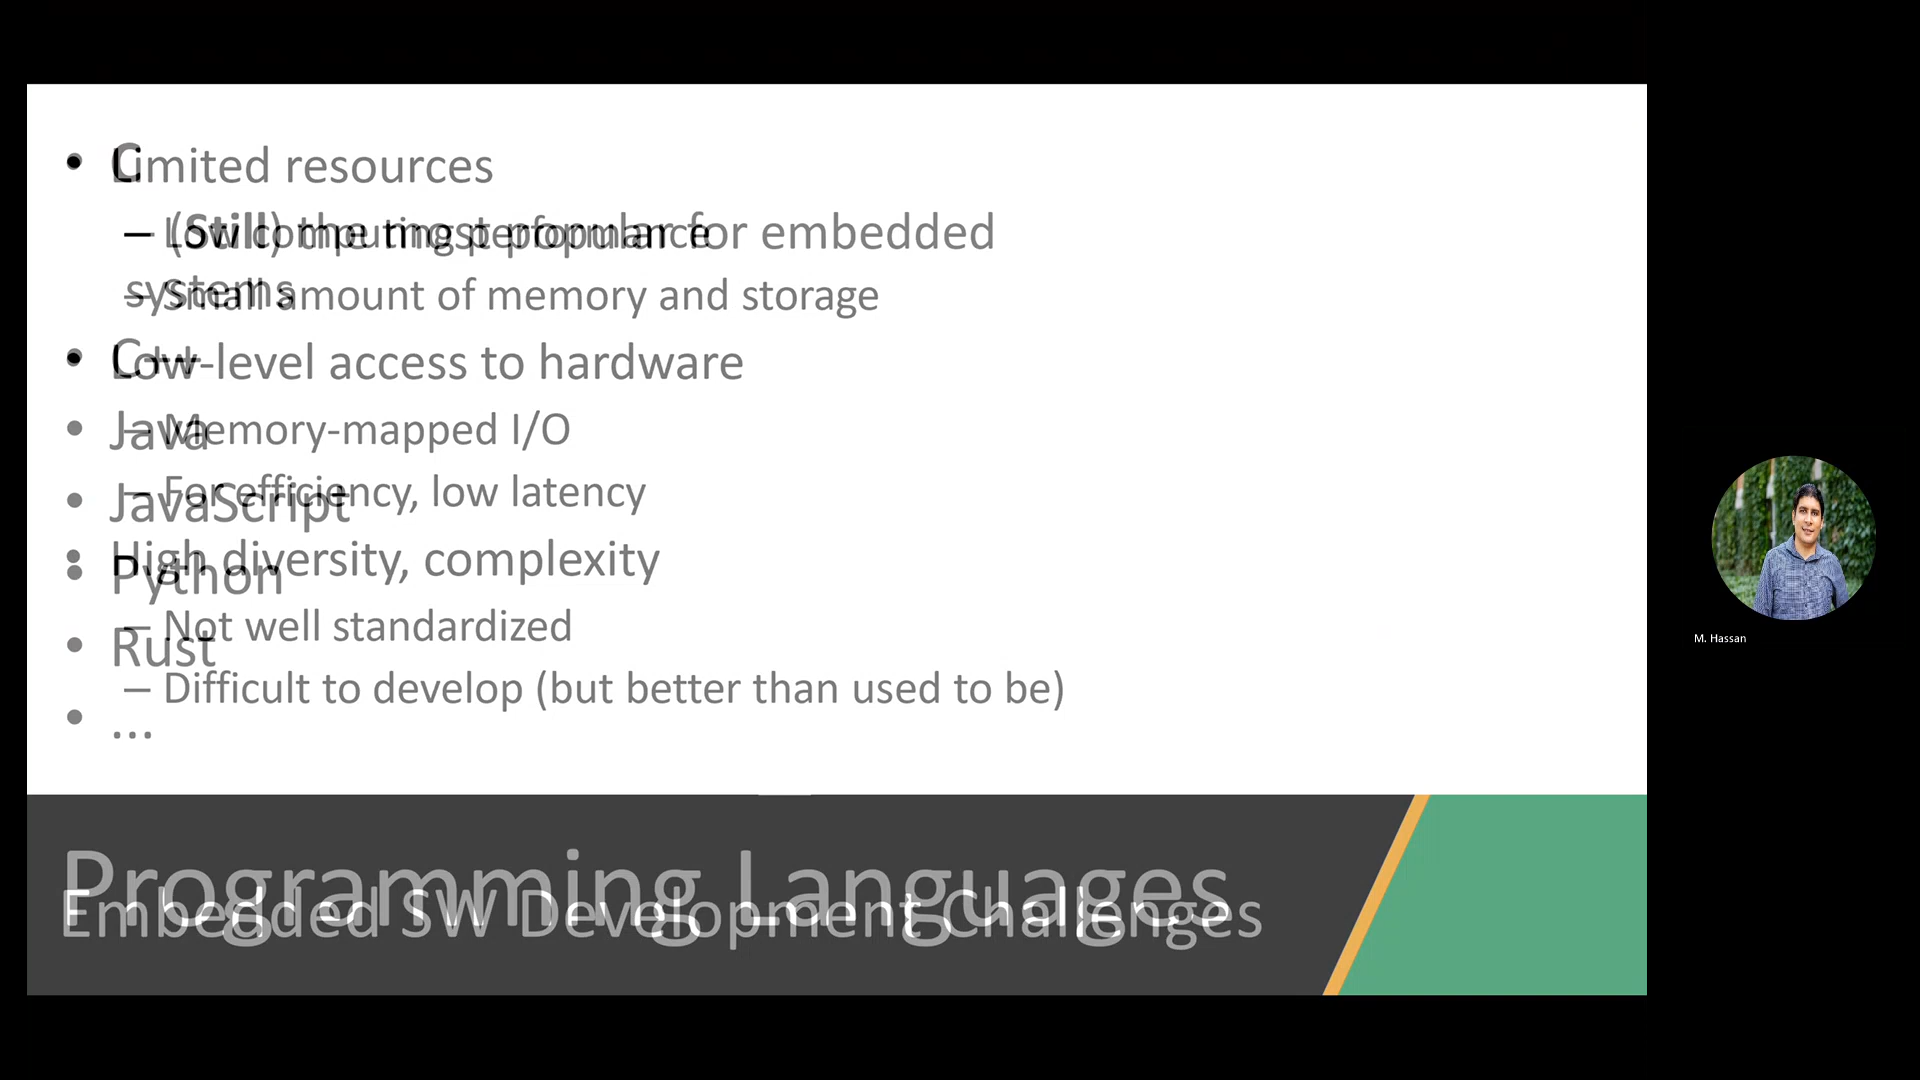 • Limited resources
– Low computing performance
– Small amount of memory and storage
• Low-level access to hardware
– Memory-mapped I/O
– For efficiency, low latency
• High diversity, complexity
– Not well standardized
– Difficult to develop (but better than used to be)
Embedded SW Development Challenges
• C
– (Still) the most popular for embedded
systems
• C++
• Java
• JavaScript
• Python
• Rust
• ...
Programming Languages
M. Hassan